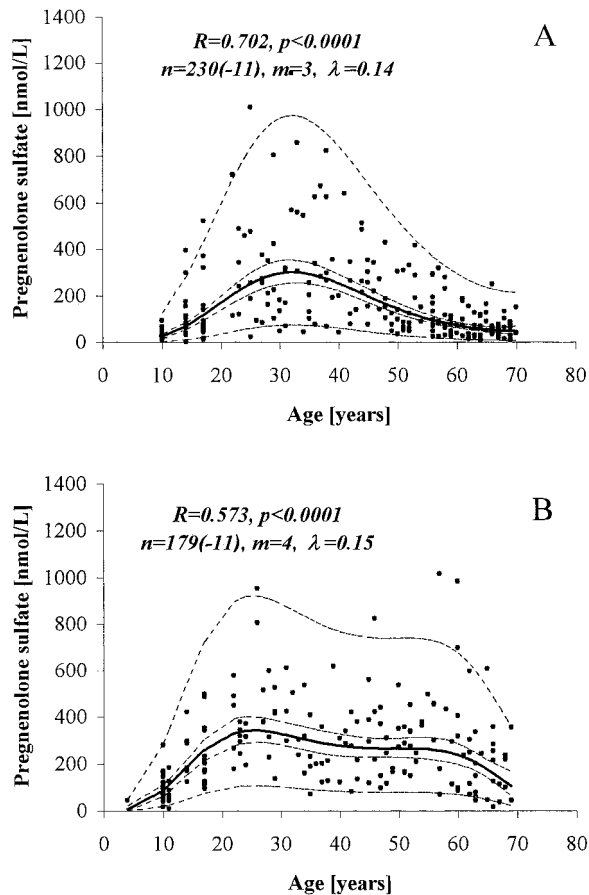 1400
1200
1000
800
600
400
200
0
Pregnenolone sulfate [nmol/L]
R=0.702, p<0.0001
n=230(-11), m=3, λ=0.14
A
0 10 20 30 40 50 60 70 80
Age [years]
1400
1200
1000
800
600
400
200
0
Pregnenolone sulfate [nmol/L]
R=0.573, p<0.0001
n=179(-11), m=4, λ=0.15
B
0 10 20 30 40 50 60 70 80
Age [years]